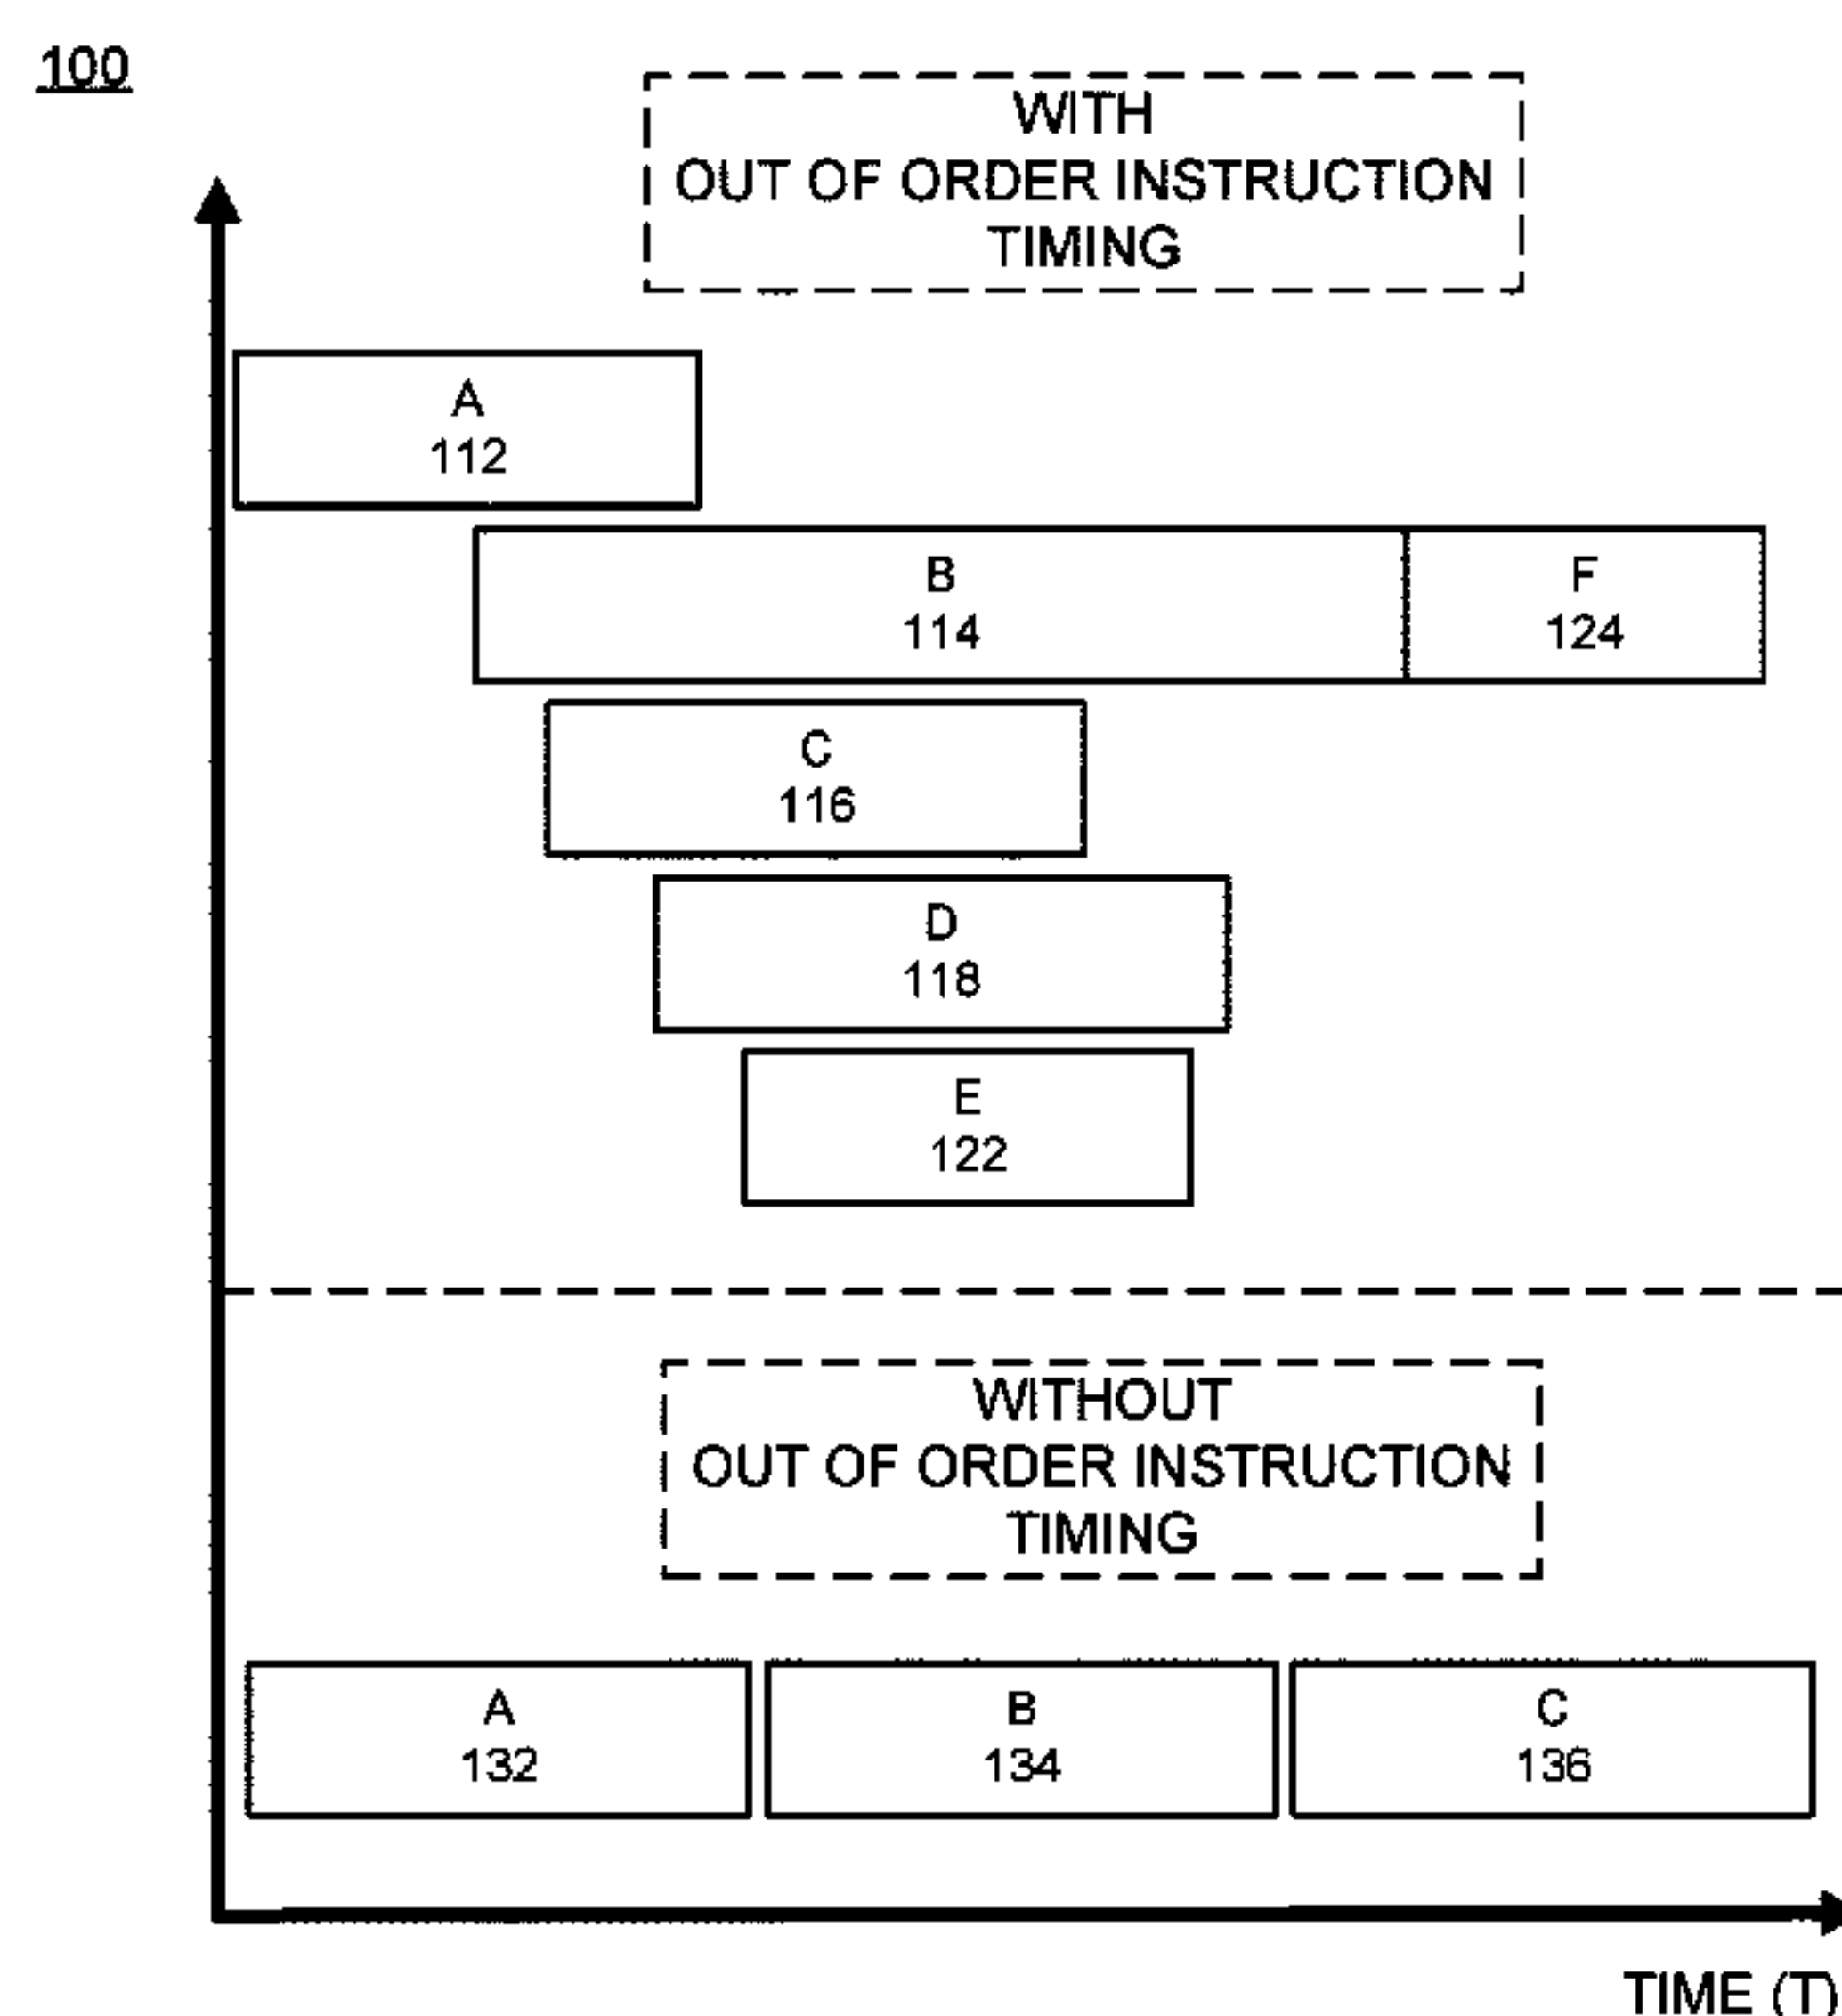 100
WITH
OUT OF ORDER INSTRUCTION
TIMING
A
112
B
114
F
124
C
116
D
118
E
122
WITHOUT
OUT OF ORDER INSTRUCTION
TIMING
A
132
B
134
C
136
TIME (T)